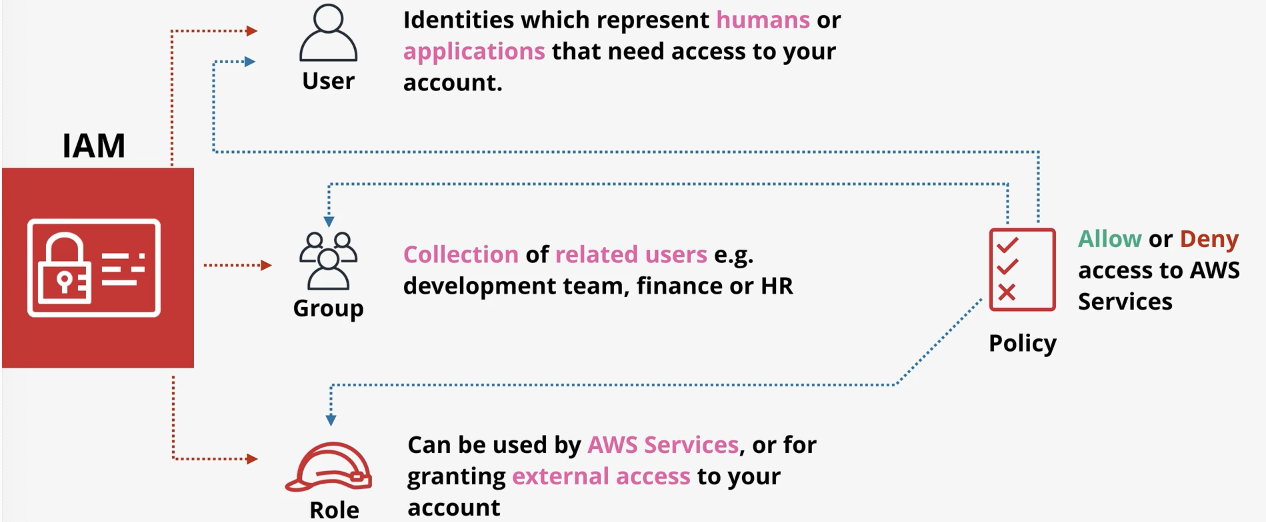 Identities which represent humans or
applications that need access to your
account.
User
IAM
Collection of related users e.g.
development team, finance or HR
Group
Allow or Deny
access to AWS
Services
Policy
Can be used by AWS Services, or for
granting external access to your
account
Role